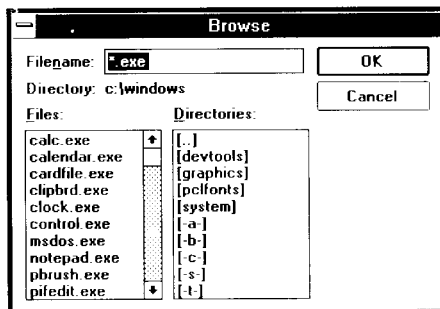 Browse
Filename: *.exe
OK
Directory: c:\windows
Cancel
Files:
Directories:
calc.exe
calendar.exe
cardfile.exe
clipbrd.exe
clock.exe
control.exe
msdos.exe
notepad.exe
pbrush.exe
pifedit.exe
[..]
[devtools]
[graphics]
[pclfonts]
[system]
[-a-]
[-b-]
[-c-]
[-s-]
[-t-]